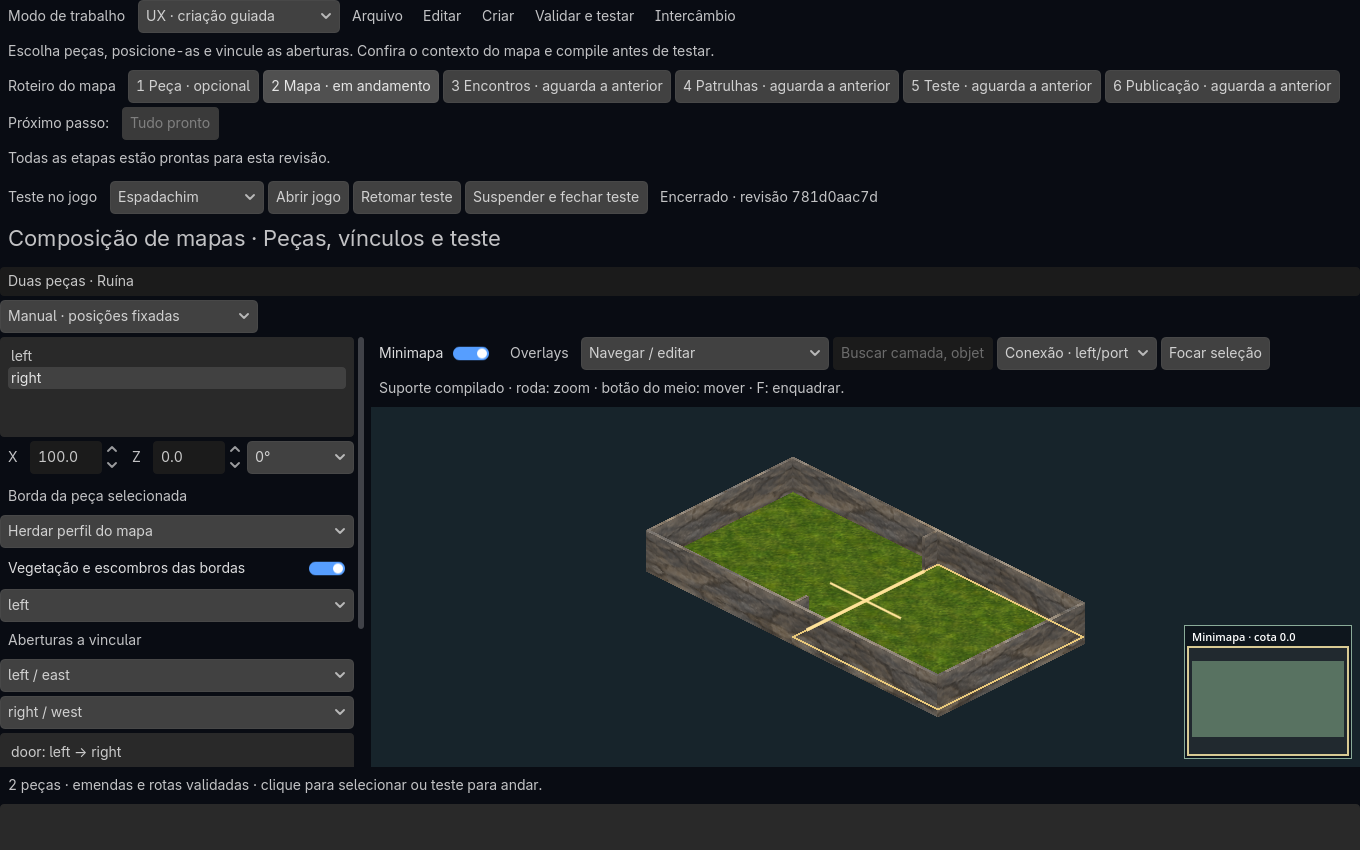 Modo de trabalho UX · criação guiada Arquivo Editar Criar Validar e testar Intercâmbio
Escolha peças, posicione-as e vincule as aberturas. Confira o contexto do mapa e compile antes de testar.
Roteiro do mapa 1 Peça · opcional 2 Mapa · em andamento 3 Encontros · aguarda a anterior 4 Patrulhas · aguarda a anterior 5 Teste · aguarda a anterior 6 Publicação · aguarda a anterior
Próximo passo: Tudo pronto
Todas as etapas estão prontas para esta revisão.
Teste no jogo Espadachim Abrir jogo Retomar teste Suspender e fechar teste Encerrado · revisão 781d0aac7d
Composição de mapas · Peças, vínculos e teste
Duas peças · Ruína
Manual · posições fixadas
left
right
X 100.0 Z 0.0 0°
Borda da peça selecionada
Herdar perfil do mapa
Vegetação e escombros das bordas
left
Aberturas a vincular
left / east
right / west
door: left → right
Minimapa Overlays Navegar / editar Buscar camada, objet Conexão · left/port Focar seleção
Suporte compilado · roda: zoom · botão do meio: mover · F: enquadrar.
Minimapa · cota 0.0
2 peças · emendas e rotas validadas · clique para selecionar ou teste para andar.